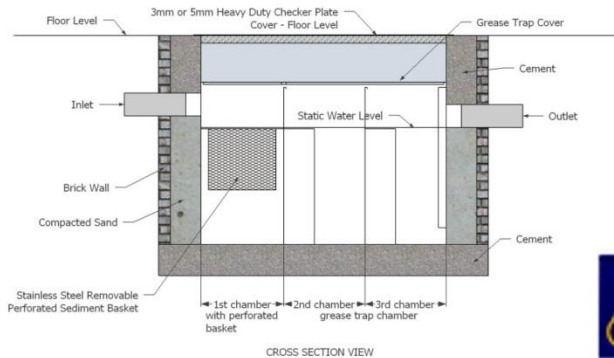 Floor Level
3mm or 5mm Heavy Duty Checker Plate
Cover - Floor Level
Grease Trap Cover
Cement
Inlet
Static Water Level
Outlet
Brick Wall
Compacted Sand
Cement
Stainless Steel Removable
Perforated Sediment Basket
1st chamber
with perforated
basket
2nd chamber
3rd chamber
grease trap chamber
CROSS SECTION VIEW